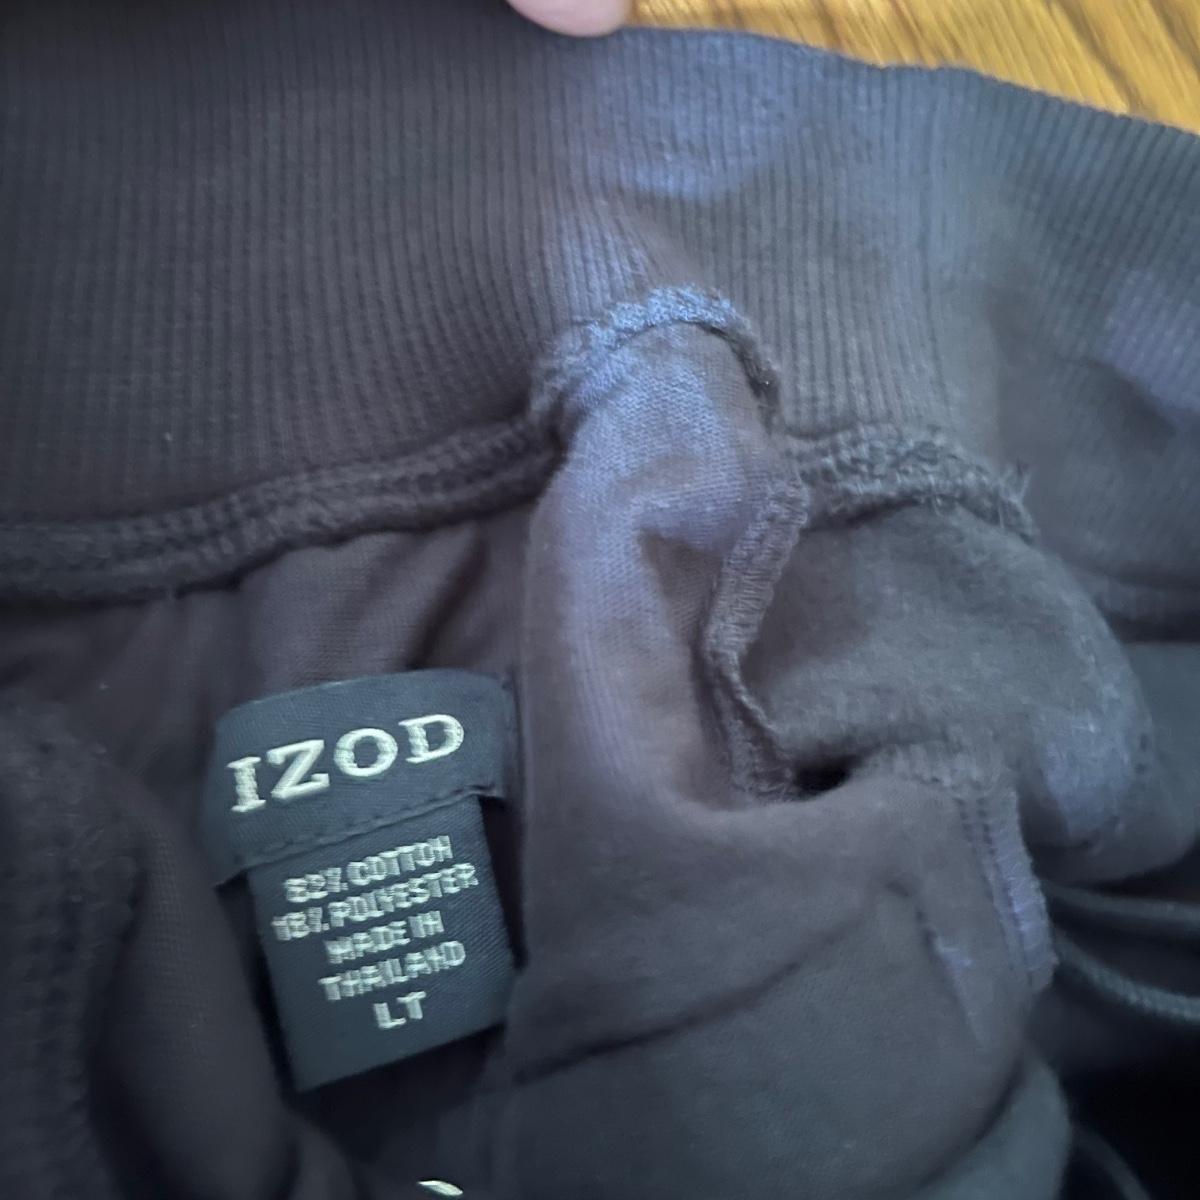 IZOD
82% COTTON
18% POLYESTER
MADE IN
THAILAND
LT